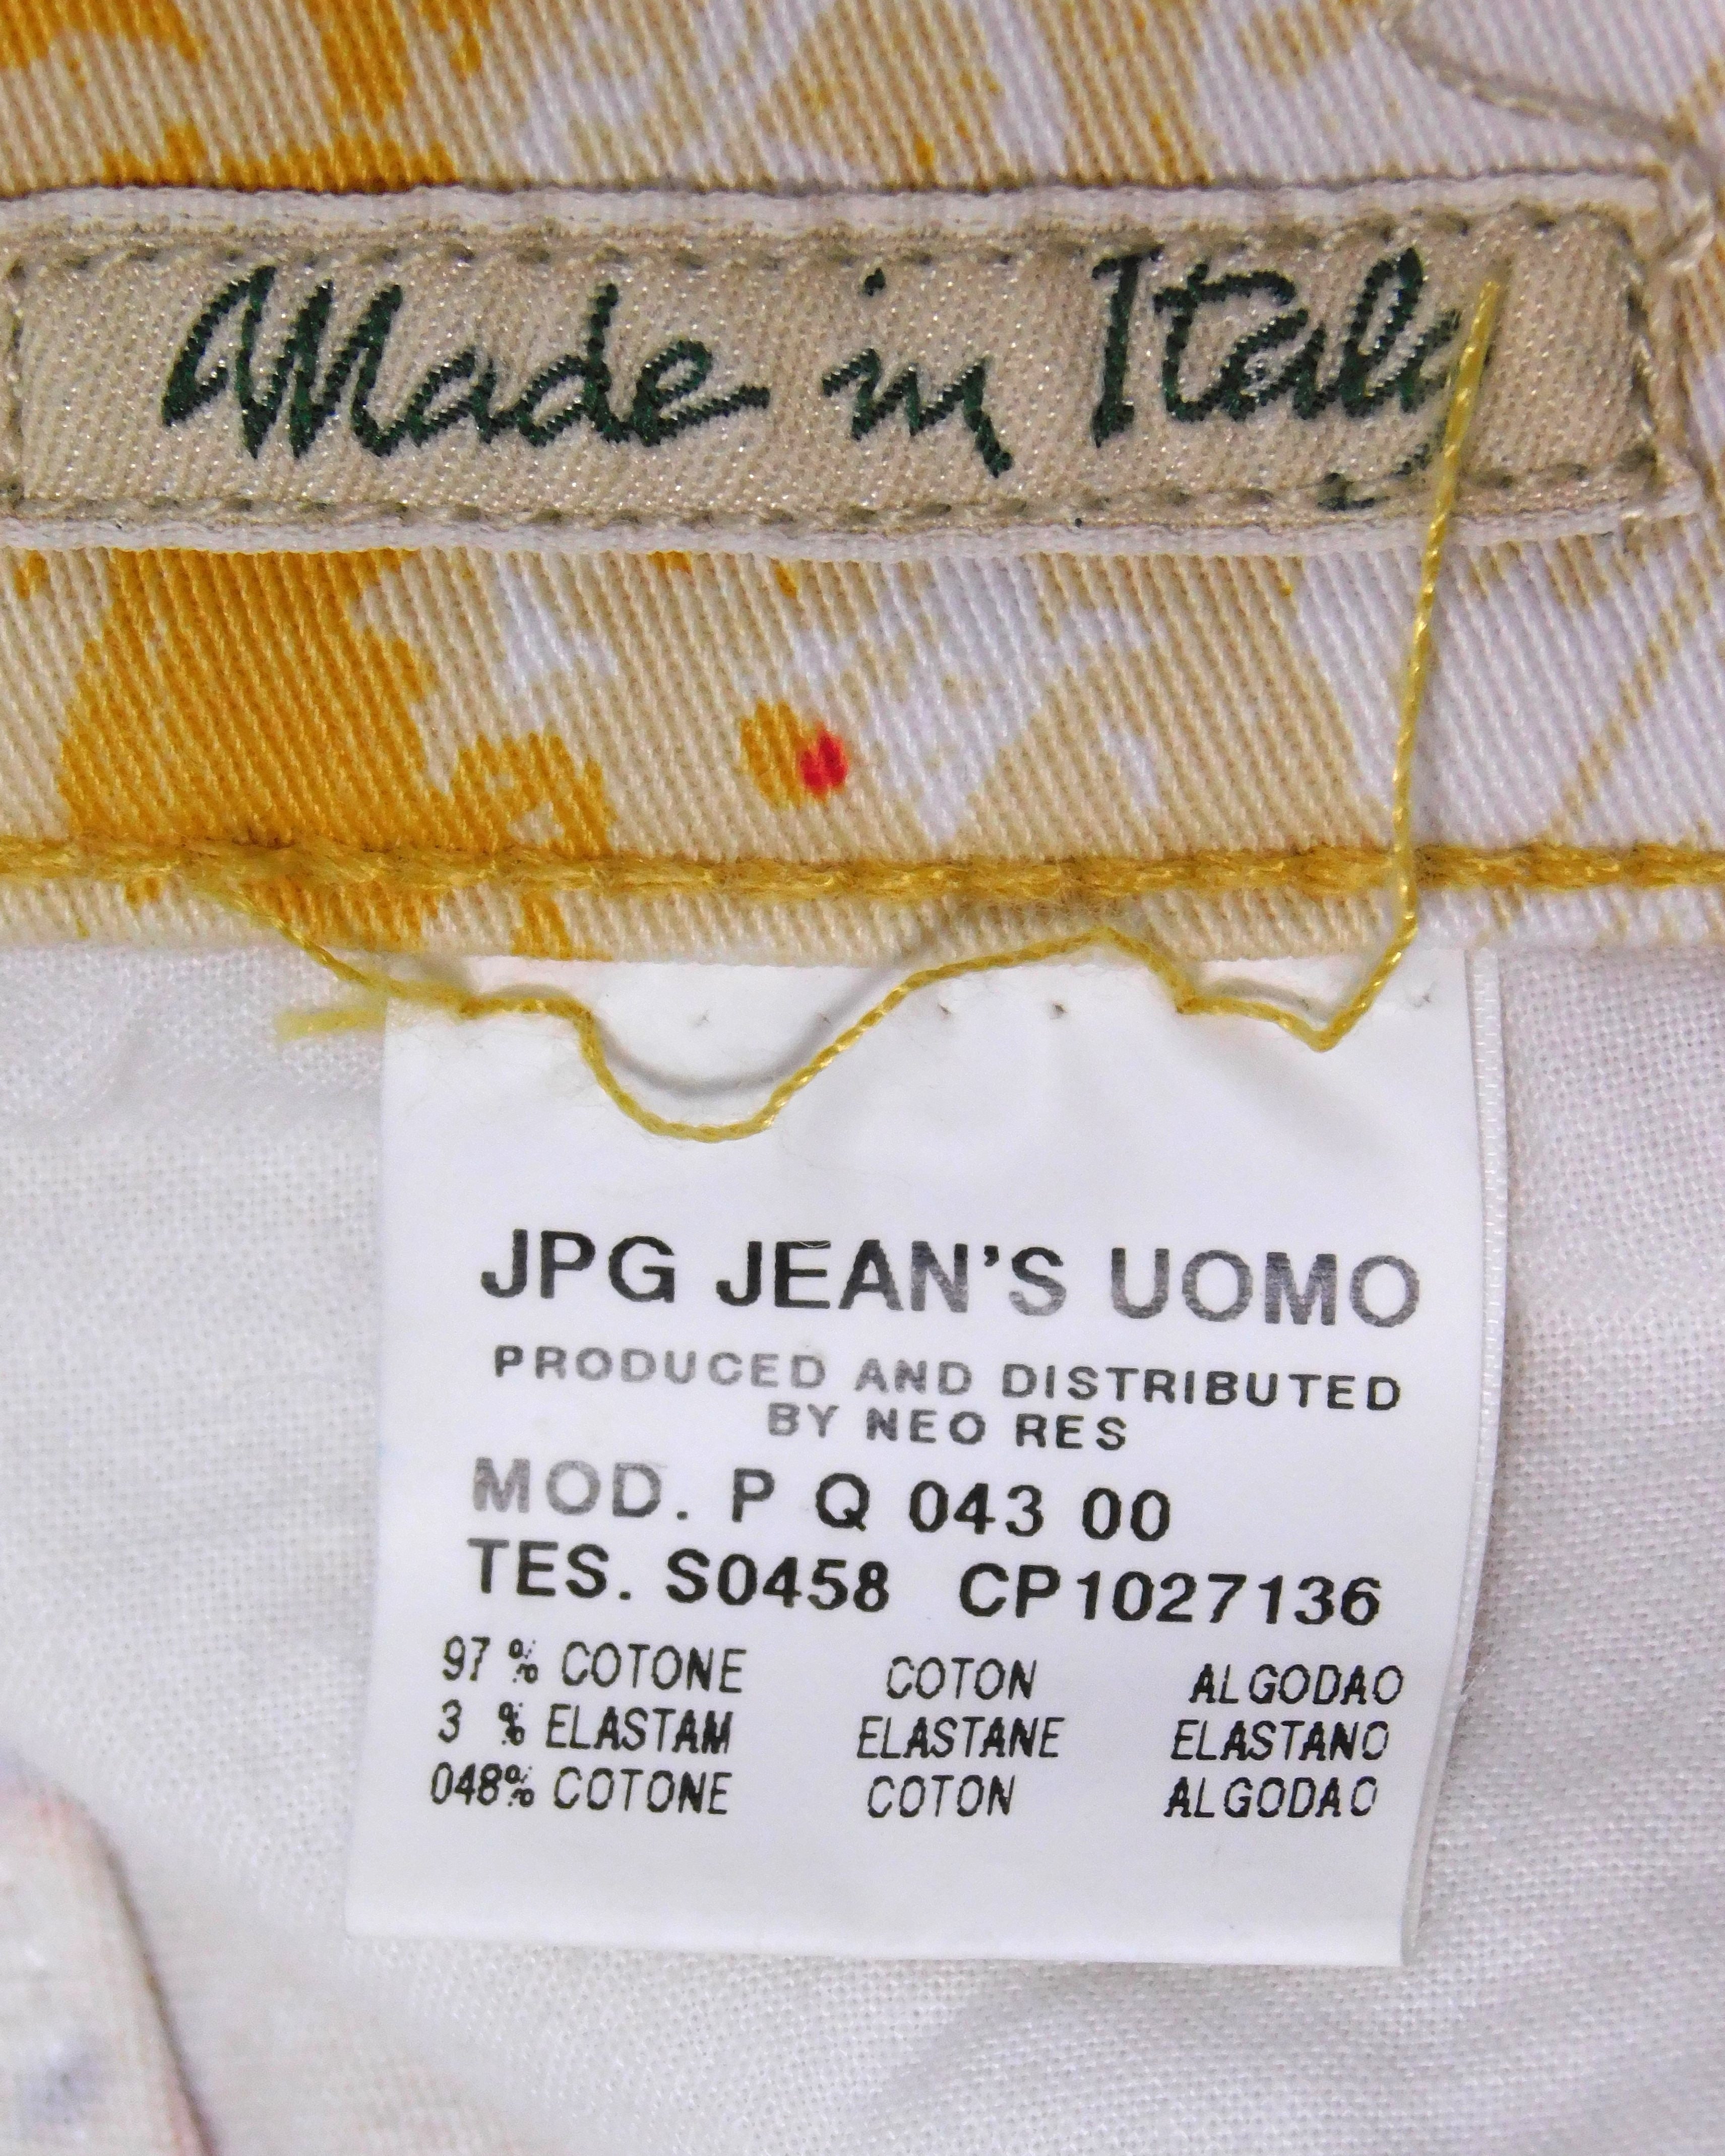 Made in Italy
JPG JEAN'S UOMO
PRODUCED AND DISTRIBUTED
BY NEO RES
MOD. P Q 043 00
TES. S0458 CP1027136
97 % COTONE COTON ALGODAO
3 % ELASTAM ELASTANE ELASTANO
048% COTONE COTON ALGODAO